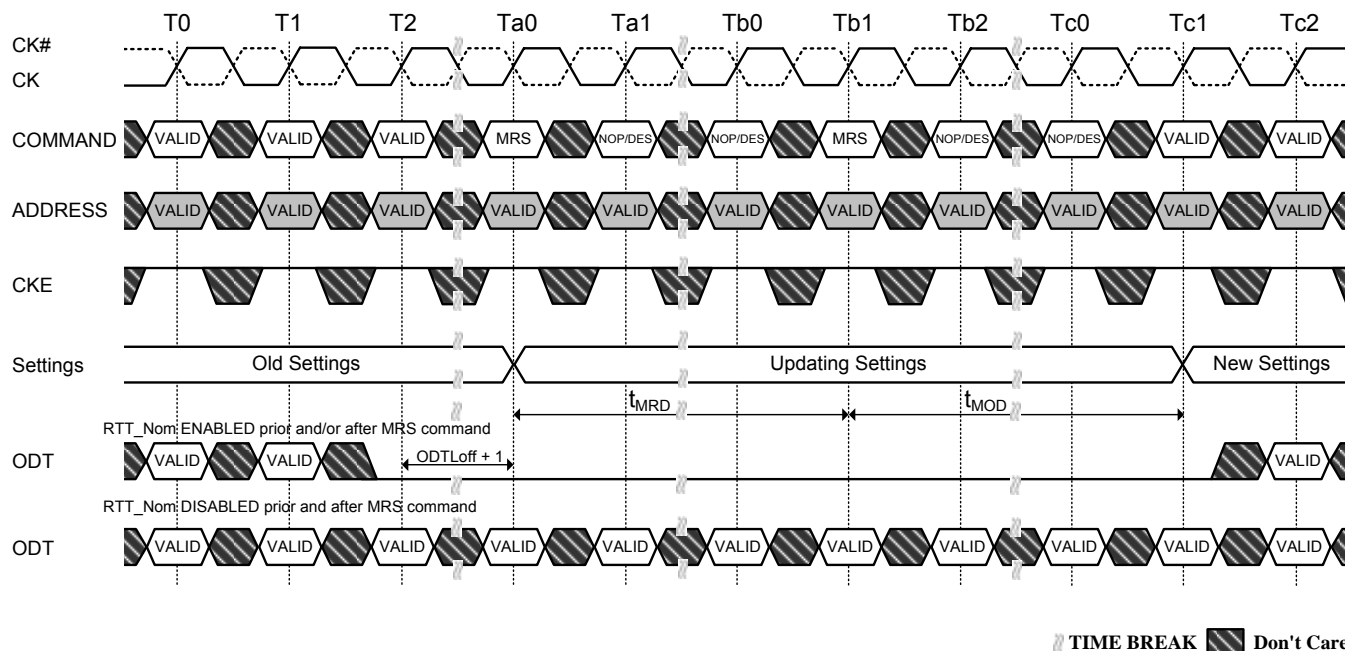 T0 T1 T2 Ta0 Ta1 Tb0 Tb1 Tb2 Tc0 Tc1 Tc2
CK#
CK
COMMAND VALID VALID VALID MRS NOP/DES NOP/DES MRS NOP/DES NOP/DES VALID VALID
ADDRESS VALID VALID VALID VALID VALID VALID VALID VALID VALID VALID VALID
CKE
Settings Old Settings Updating Settings New Settings
tMRD tMOD
RTT_Nom ENABLED prior and/or after MRS command
ODT VALID VALID ODTLoff + 1 VALID
RTT_Nom DISABLED prior and after MRS command
ODT VALID VALID VALID VALID VALID VALID VALID VALID VALID VALID VALID
TIME BREAK Don't Care